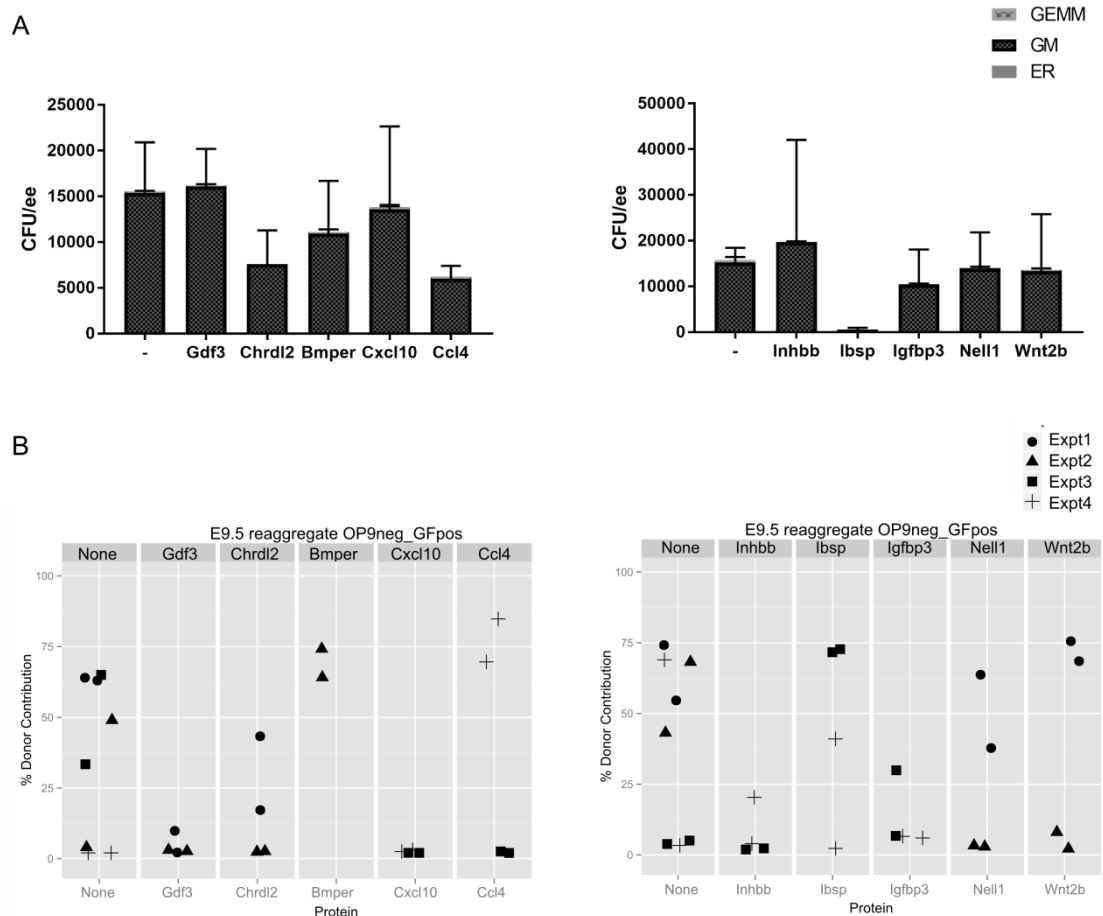 A
GEMM
GM
ER
25000
20000
15000
10000
5000
0
CFU/ee
- Gdf3 Chrdl2 Bmper Cxcl10 Ccl4
50000
40000
30000
20000
10000
0
CFU/ee
- Inhbb Ibsp Igfbp3 Nell1 Wnt2b
B
Expt1
Expt2
Expt3
Expt4
E9.5 reaggregate OP9neg_GFpos
None Gdf3 Chrdl2 Bmper Cxcl10 Ccl4
100
75
50
25
0
% Donor Contribution
None Gdf3 Chrdl2 Bmper Cxcl10 Ccl4
Protein
E9.5 reaggregate OP9neg_GFpos
None Inhbb Ibsp Igfbp3 Nell1 Wnt2b
100
75
50
25
0
% Donor Contribution
None Inhbb Ibsp Igfbp3 Nell1 Wnt2b
Protein